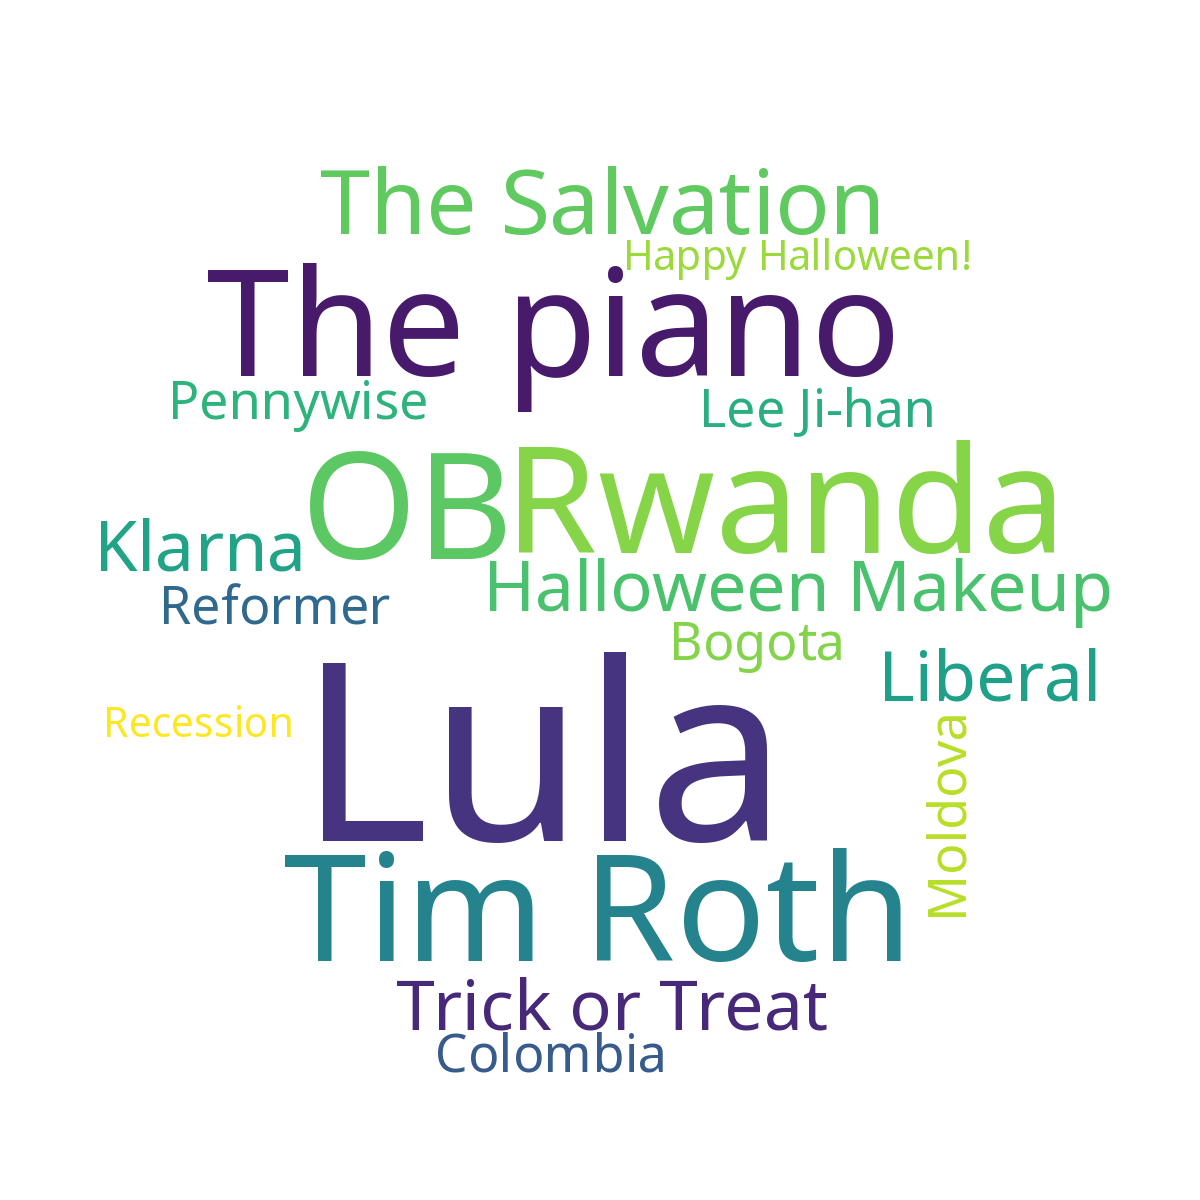 The Salvation
Happy Halloween!
The piano
Pennywise
Lee Ji-han
OB
Rwanda
Klarna
Halloween Makeup
Reformer
Bogota
Liberal
Recession
Lula
Moldova
Tim Roth
Trick or Treat
Colombia